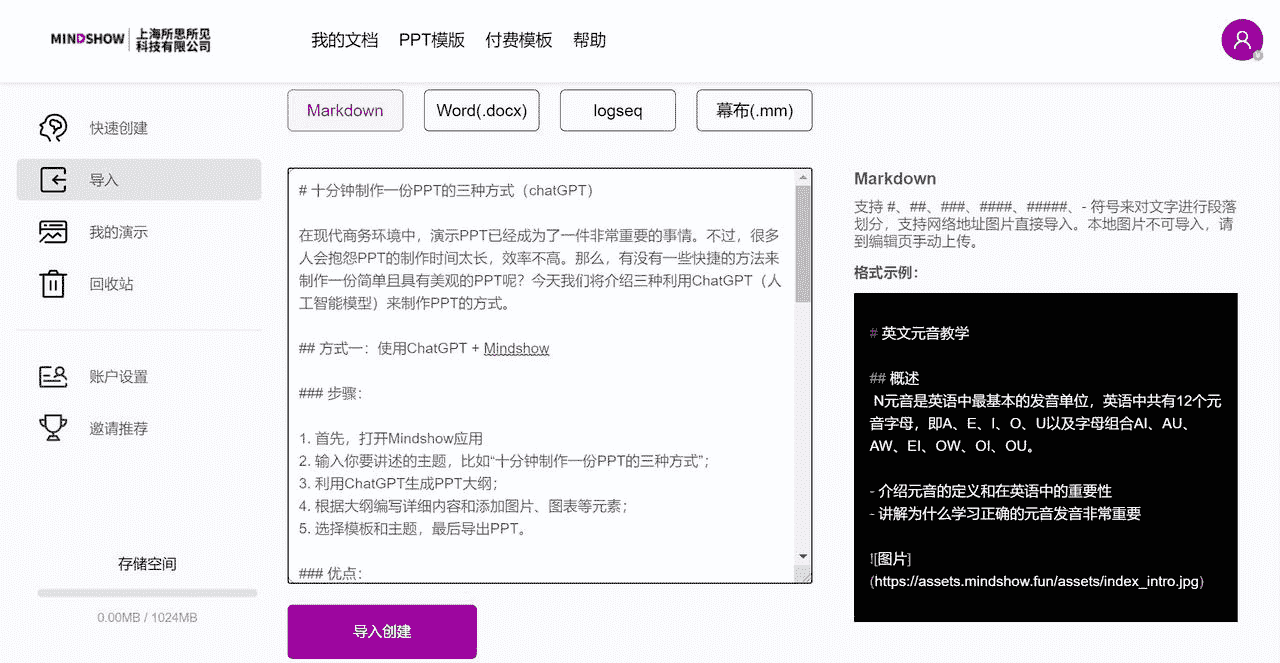 MINDSHOW 上海所思所见
科技有限公司
我的文档 PPT模版 付费模板 帮助
Markdown Word(.docx) logseq 幕布(.mm)
快速创建
导入
我的演示
回收站
账户设置
邀请推荐
存储空间
0.00MB / 1024MB
# 十分钟制作一份PPT的三种方式（chatGPT）
在现代商务环境中，演示PPT已经成为了一件非常重要的事情。不过，很多
人会抱怨PPT的制作时间太长，效率不高。那么，有没有一些快捷的方法来
制作一份简单且具有美观的PPT呢？今天我们将介绍三种利用ChatGPT（人
工智能模型）来制作PPT的方式。
## 方式一：使用ChatGPT + Mindshow
### 步骤：
1. 首先，打开Mindshow应用
2. 输入你要讲述的主题，比如“十分钟制作一份PPT的三种方式”；
3. 利用ChatGPT生成PPT大纲；
4. 根据大纲编写详细内容和添加图片、图表等元素；
5. 选择模板和主题，最后导出PPT。
### 优点：
导入创建
Markdown
支持 #、##、###、####、#####、- 符号来对文字进行段落
划分，支持网络地址图片直接导入。本地图片不可导入，请
到编辑页手动上传。
格式示例：
# 英文元音教学
## 概述
N元音是英语中最基本的发音单位，英语中共有12个元
音字母，即A、E、I、O、U以及字母组合AI、AU、
AW、EI、OW、OI、OU。
- 介绍元音的定义和在英语中的重要性
- 讲解为什么学习正确的元音发音非常重要
![图片]
(https://assets.mindshow.fun/assets/index_intro.jpg)